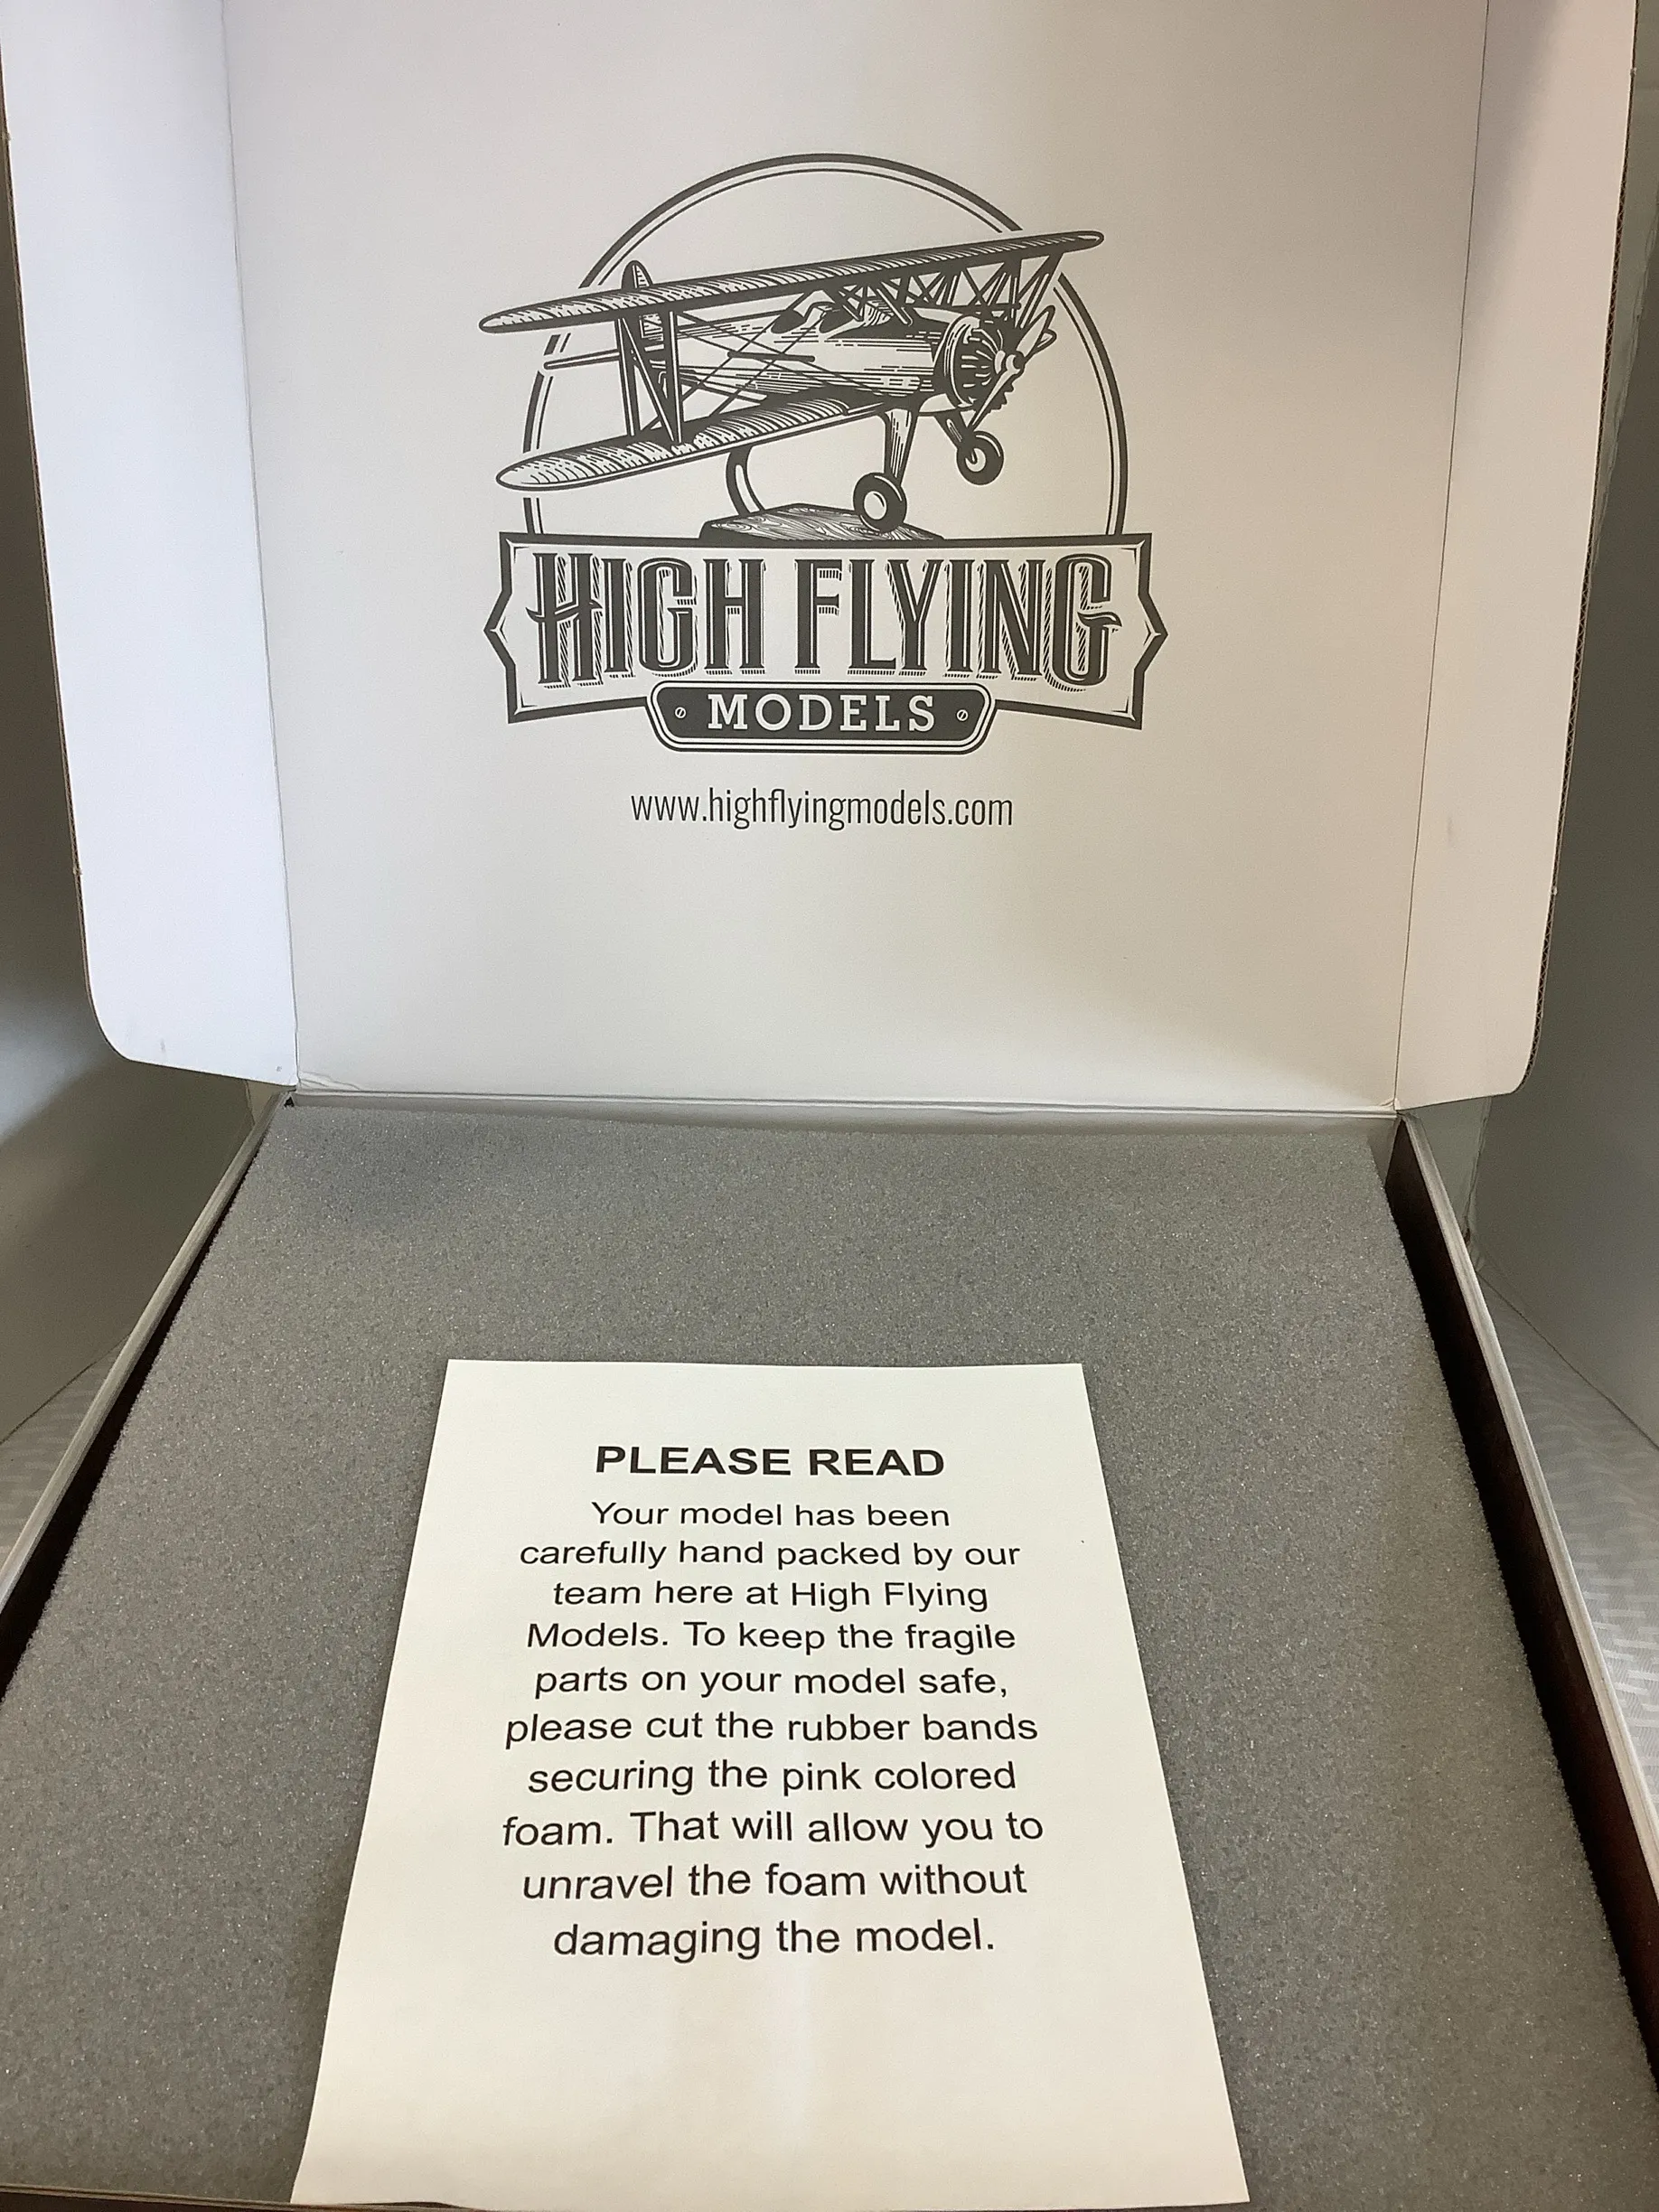 HIGH FLYING
MODELS
www.highflyingmodels.com
PLEASE READ
Your model has been
carefully hand packed by our
team here at High Flying
Models. To keep the fragile
parts on your model safe,
please cut the rubber bands
securing the pink colored
foam. That will allow you to
unravel the foam without
damaging the model.